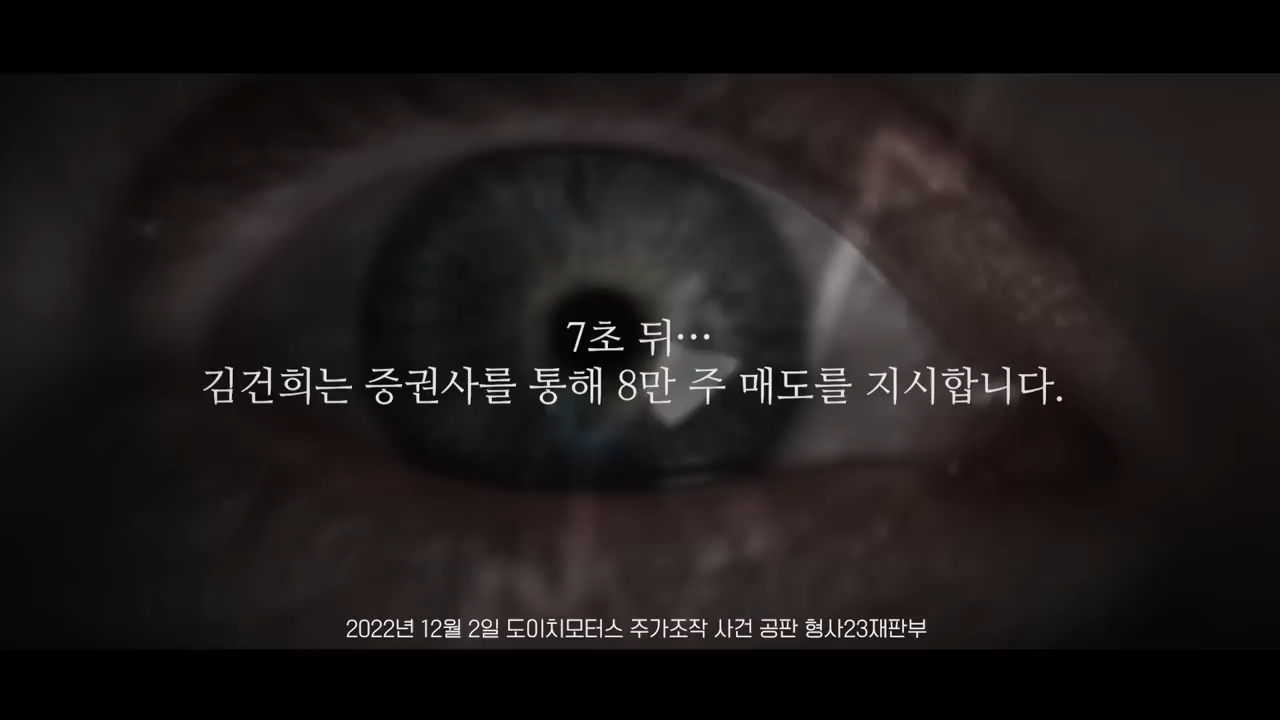 7초 뒤…
김건희는 증권사를 통해 8만 주 매도를 지시합니다.
2022년 12월 2일 도이치모터스 주가조작 사건 공판 형사23재판부